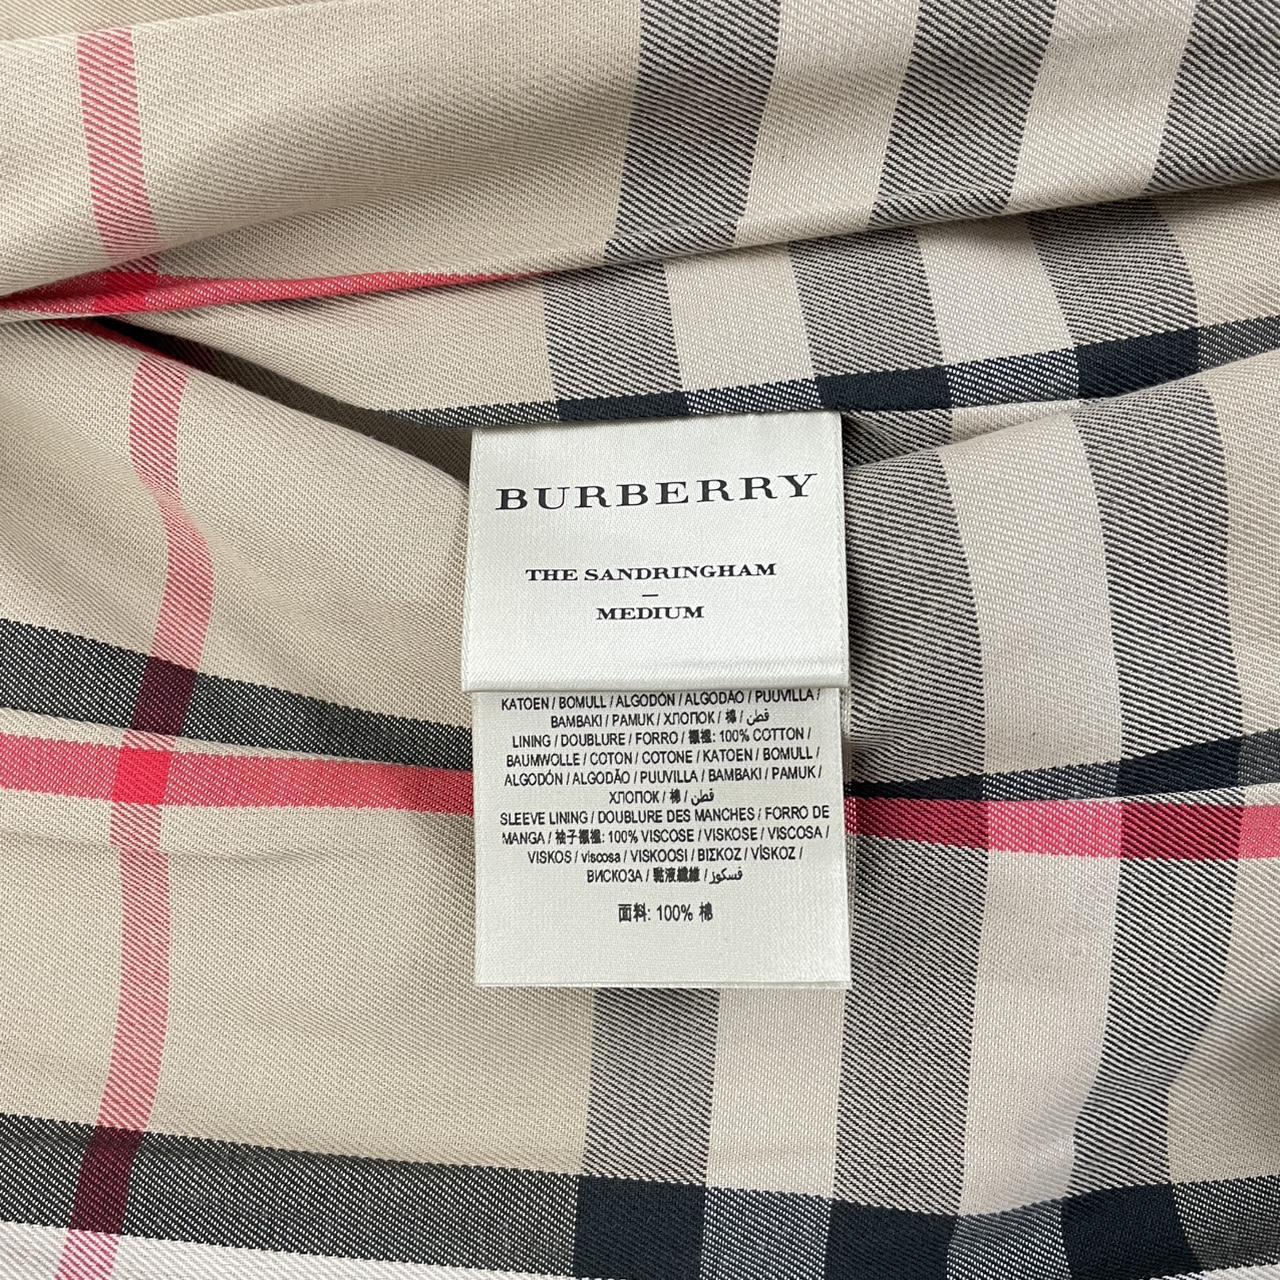 BURBERRY
THE SANDRINGHAM
–
MEDIUM
KATOEN / BOMULL / ALGODÓN / ALGODÃO / PUUVILLA /
BAMBAKI / PAMUK / ХЛОПОК / 棉 / قطن
LINING / DOUBLURE / FORRO / 襯裡: 100% COTTON /
BAUMWOLLE / COTON / COTONE / KATOEN / BOMULL /
ALGODÓN / ALGODÃO / PUUVILLA / BAMBAKI / PAMUK /
ХЛОПОК / 棉 / قطن
SLEEVE LINING / DOUBLURE DES MANCHES / FORRO DE
MANGA / 袖子襯裡: 100% VISCOSE / VISKOSE / VISCOSA /
VISKOS / viscosa / VISKOOSI / ΒΙΣΚΟΖ / VİSKOZ /
ВИСКОЗА / 黏液纖維 / فسكوز
面料: 100% 棉